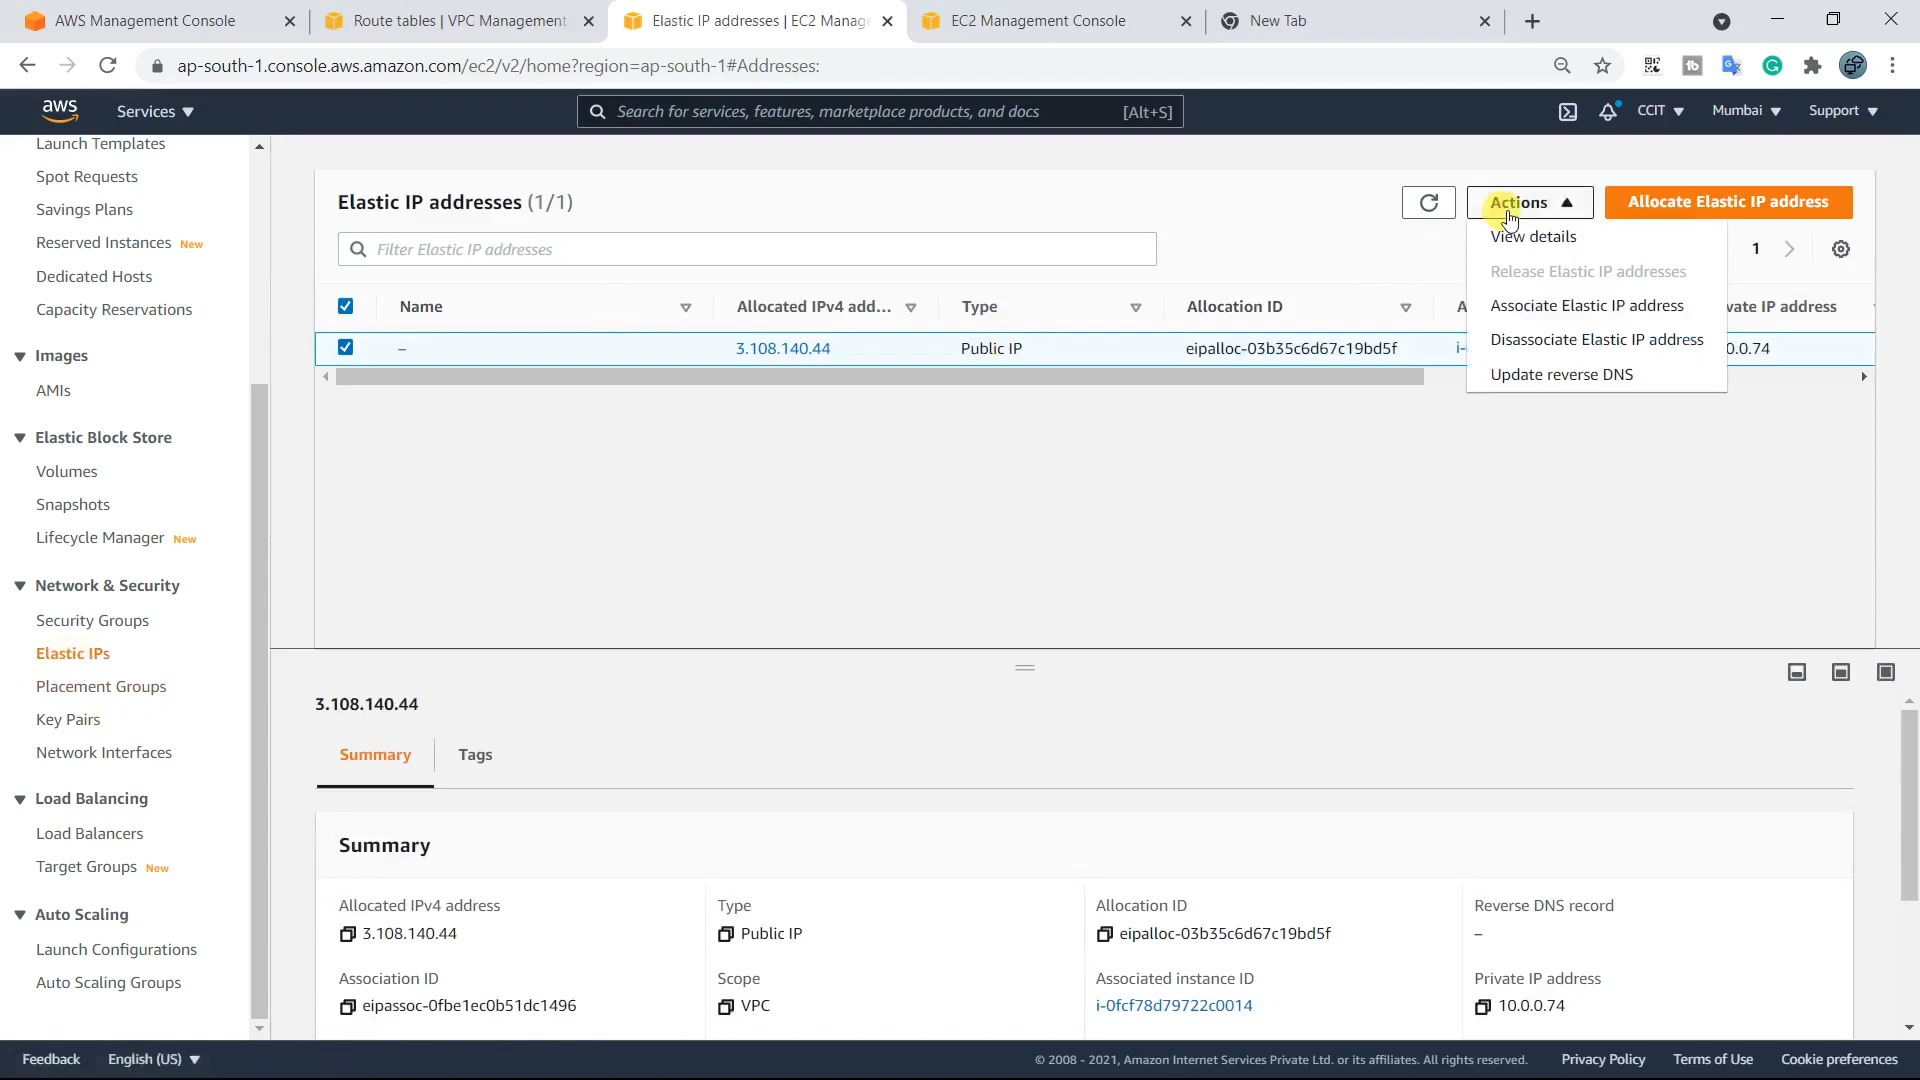 AWS Management Console
Route tables | VPC Management
Elastic IP addresses | EC2 Manage
EC2 Management Console
New Tab
ap-south-1.console.aws.amazon.com/ec2/v2/home?region=ap-south-1#Addresses:
aws
Services
Search for services, features, marketplace products, and docs
[Alt+S]
CCIT
Mumbai
Support
Launch Templates
Spot Requests
Savings Plans
Reserved Instances New
Dedicated Hosts
Capacity Reservations
Images
AMIs
Elastic Block Store
Volumes
Snapshots
Lifecycle Manager New
Network & Security
Security Groups
Elastic IPs
Placement Groups
Key Pairs
Network Interfaces
Load Balancing
Load Balancers
Target Groups New
Auto Scaling
Launch Configurations
Auto Scaling Groups
Elastic IP addresses (1/1)
Actions
Allocate Elastic IP address
Filter Elastic IP addresses
1
View details
Release Elastic IP addresses
Associate Elastic IP address
Disassociate Elastic IP address
Update reverse DNS
Name
Allocated IPv4 add...
Type
Allocation ID
A
vate IP address
–
3.108.140.44
Public IP
eipalloc-03b35c6d67c19bd5f
i-
0.0.74
3.108.140.44
Summary
Tags
Summary
Allocated IPv4 address
3.108.140.44
Type
Public IP
Allocation ID
eipalloc-03b35c6d67c19bd5f
Reverse DNS record
–
Association ID
eipassoc-0fbe1ec0b51dc1496
Scope
VPC
Associated instance ID
i-0fcf78d79722c0014
Private IP address
10.0.0.74
Feedback
English (US)
© 2008 - 2021, Amazon Internet Services Private Ltd. or its affiliates. All rights reserved.
Privacy Policy
Terms of Use
Cookie preferences